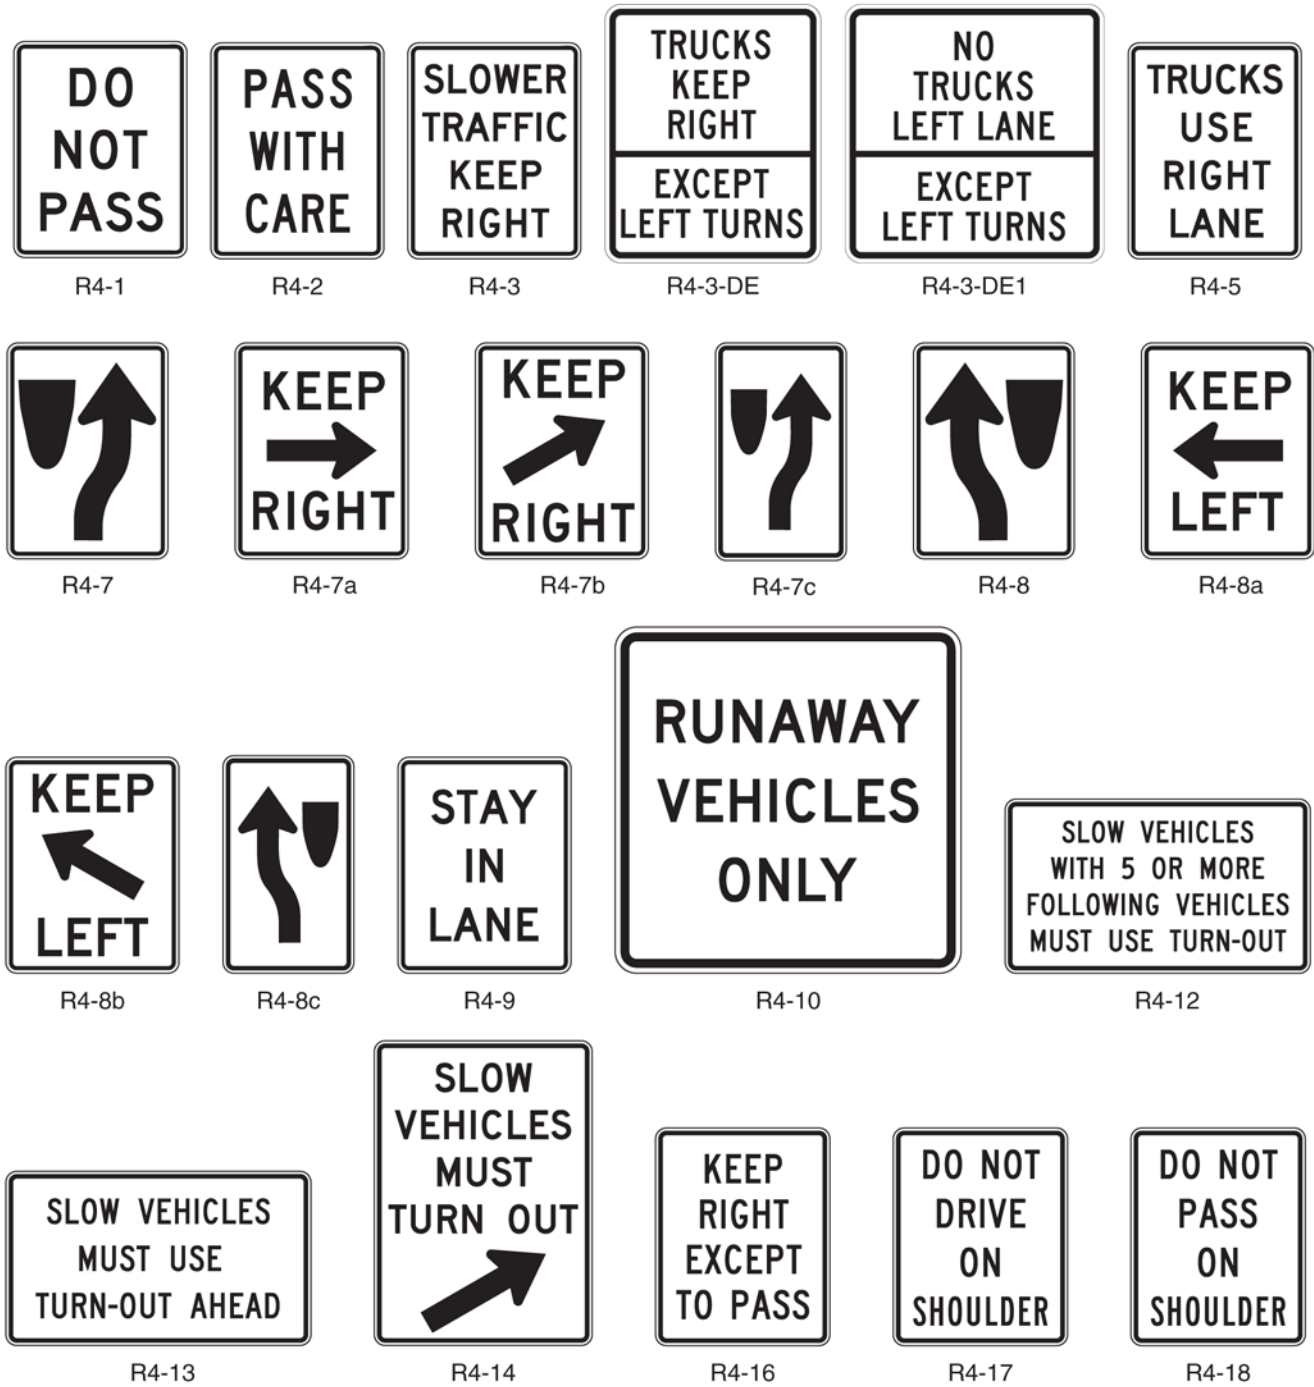 DO
NOT
PASS
R4-1
PASS
WITH
CARE
R4-2
SLOWER
TRAFFIC
KEEP
RIGHT
R4-3
TRUCKS
KEEP
RIGHT
EXCEPT
LEFT TURNS
R4-3-DE
NO
TRUCKS
LEFT LANE
EXCEPT
LEFT TURNS
R4-3-DE1
TRUCKS
USE
RIGHT
LANE
R4-5
R4-7
KEEP
RIGHT
R4-7a
KEEP
RIGHT
R4-7b
R4-7c
R4-8
KEEP
LEFT
R4-8a
KEEP
LEFT
R4-8b
R4-8c
STAY
IN
LANE
R4-9
RUNAWAY
VEHICLES
ONLY
R4-10
SLOW VEHICLES
WITH 5 OR MORE
FOLLOWING VEHICLES
MUST USE TURN-OUT
R4-12
SLOW VEHICLES
MUST USE
TURN-OUT AHEAD
R4-13
SLOW
VEHICLES
MUST
TURN OUT
R4-14
KEEP
RIGHT
EXCEPT
TO PASS
R4-16
DO NOT
DRIVE
ON
SHOULDER
R4-17
DO NOT
PASS
ON
SHOULDER
R4-18